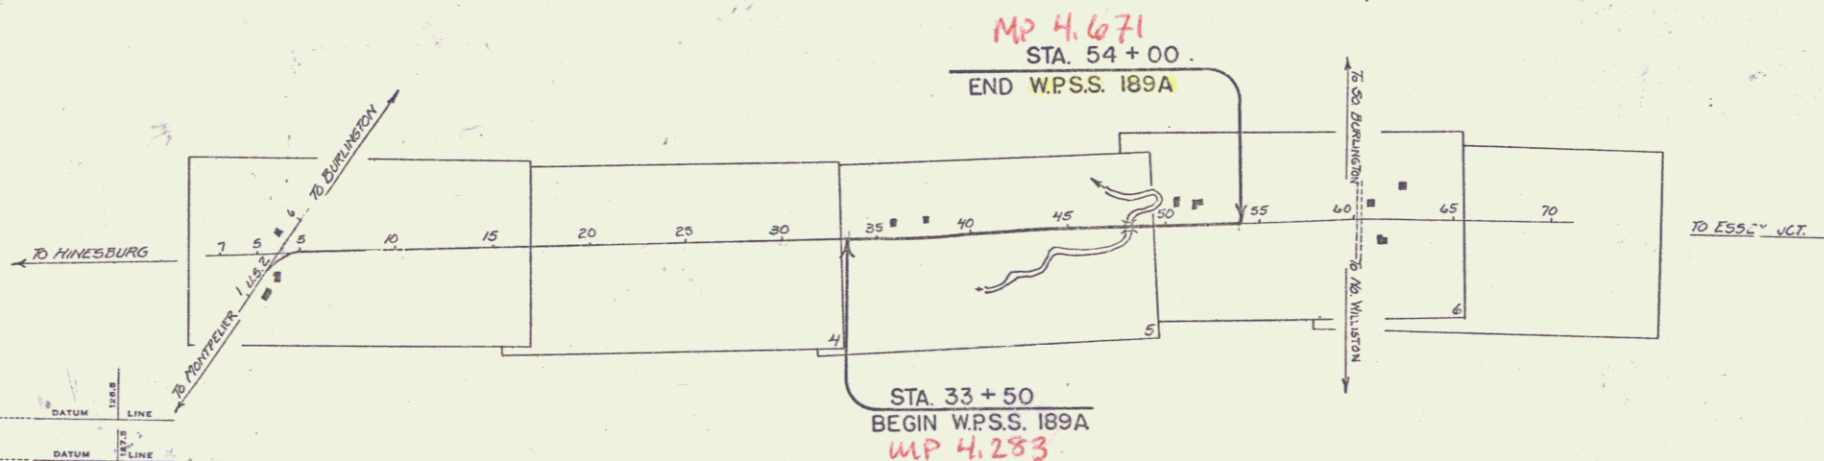 MP 4.671
STA. 54 + 00.
END W.P.S.S. 189A
TO BURLINGTON
TO SO BURLINGTON
TO HINESBURG
7 5 5 10 15 20 25 30 35 40 45 50 55 60 65 70
6
1 U.S. 2
TO ESSEX JCT.
TO MONTPELIER
4
5
6
TO NO. WILLISTON
STA. 33 + 50
BEGIN W.P.S.S. 189A
MP 4.283
DATUM LINE
DATUM LINE